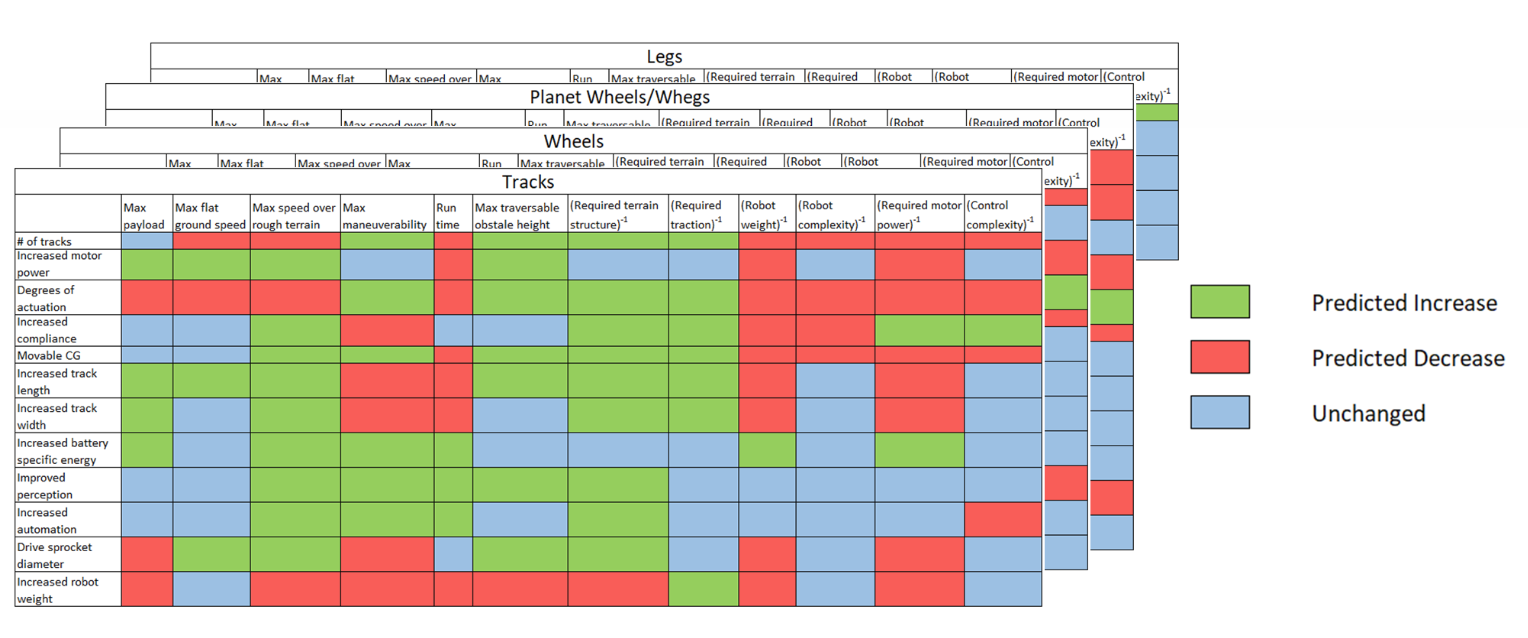 Legs
Max Max flat Max speed over Max Run Max traversable (Required terrain (Required (Robot (Robot (Required motor (Control
exity)-1
Planet Wheels/Whegs
Max Max flat Max speed over Max Run Max traversable (Required terrain (Required (Robot (Robot (Required motor (Control
exity)-1
Wheels
Max Max flat Max speed over Max Run Max traversable (Required terrain (Required (Robot (Robot (Required motor (Control
exity)-1
Tracks
Max Max flat Max speed over Max Run Max traversable (Required terrain (Required (Robot (Robot (Required motor (Control
payload ground speed rough terrain maneuverability time obstale height structure)-1 traction)-1 weight)-1 complexity)-1 power)-1 complexity)-1
# of tracks
Increased motor
power
Degrees of
actuation
Increased
compliance
Movable CG
Increased track
length
Increased track
width
Increased battery
specific energy
Improved
perception
Increased
automation
Drive sprocket
diameter
Increased robot
weight
Predicted Increase
Predicted Decrease
Unchanged